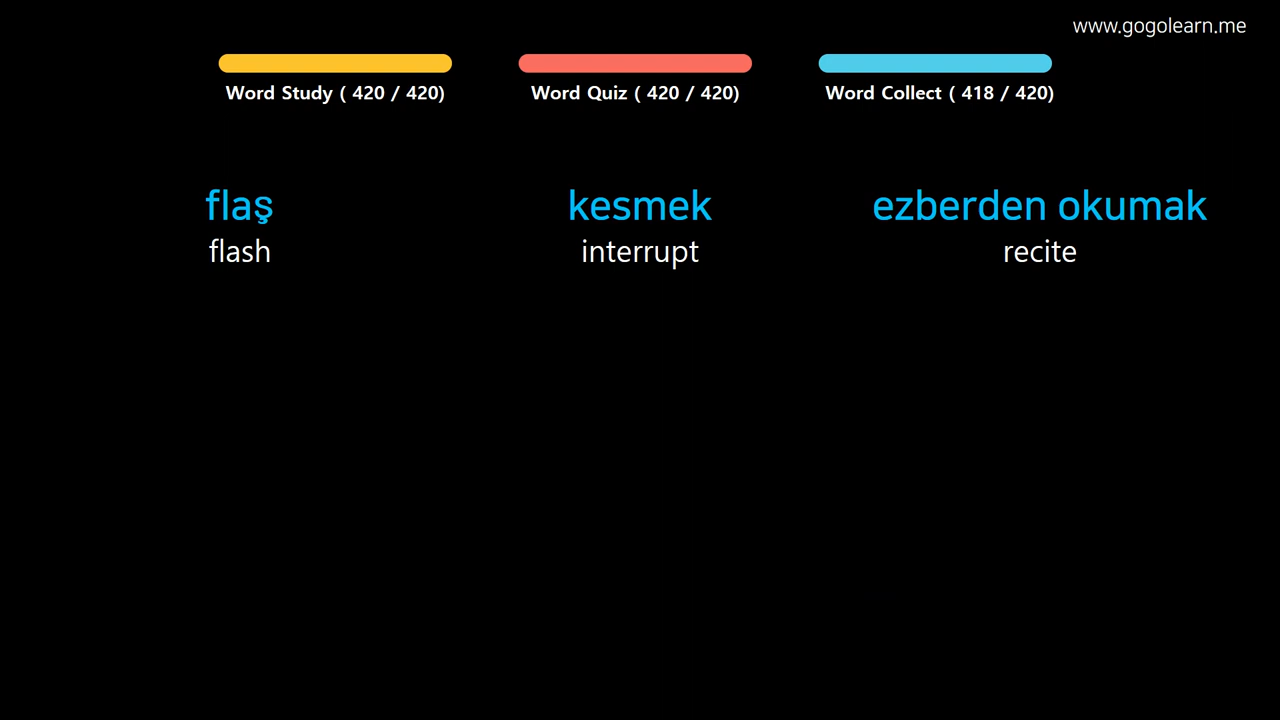 www.gogolearn.me
Word Study ( 420 / 420)
Word Quiz ( 420 / 420)
Word Collect ( 418 / 420)
flaş
flash
kesmek
interrupt
ezberden okumak
recite